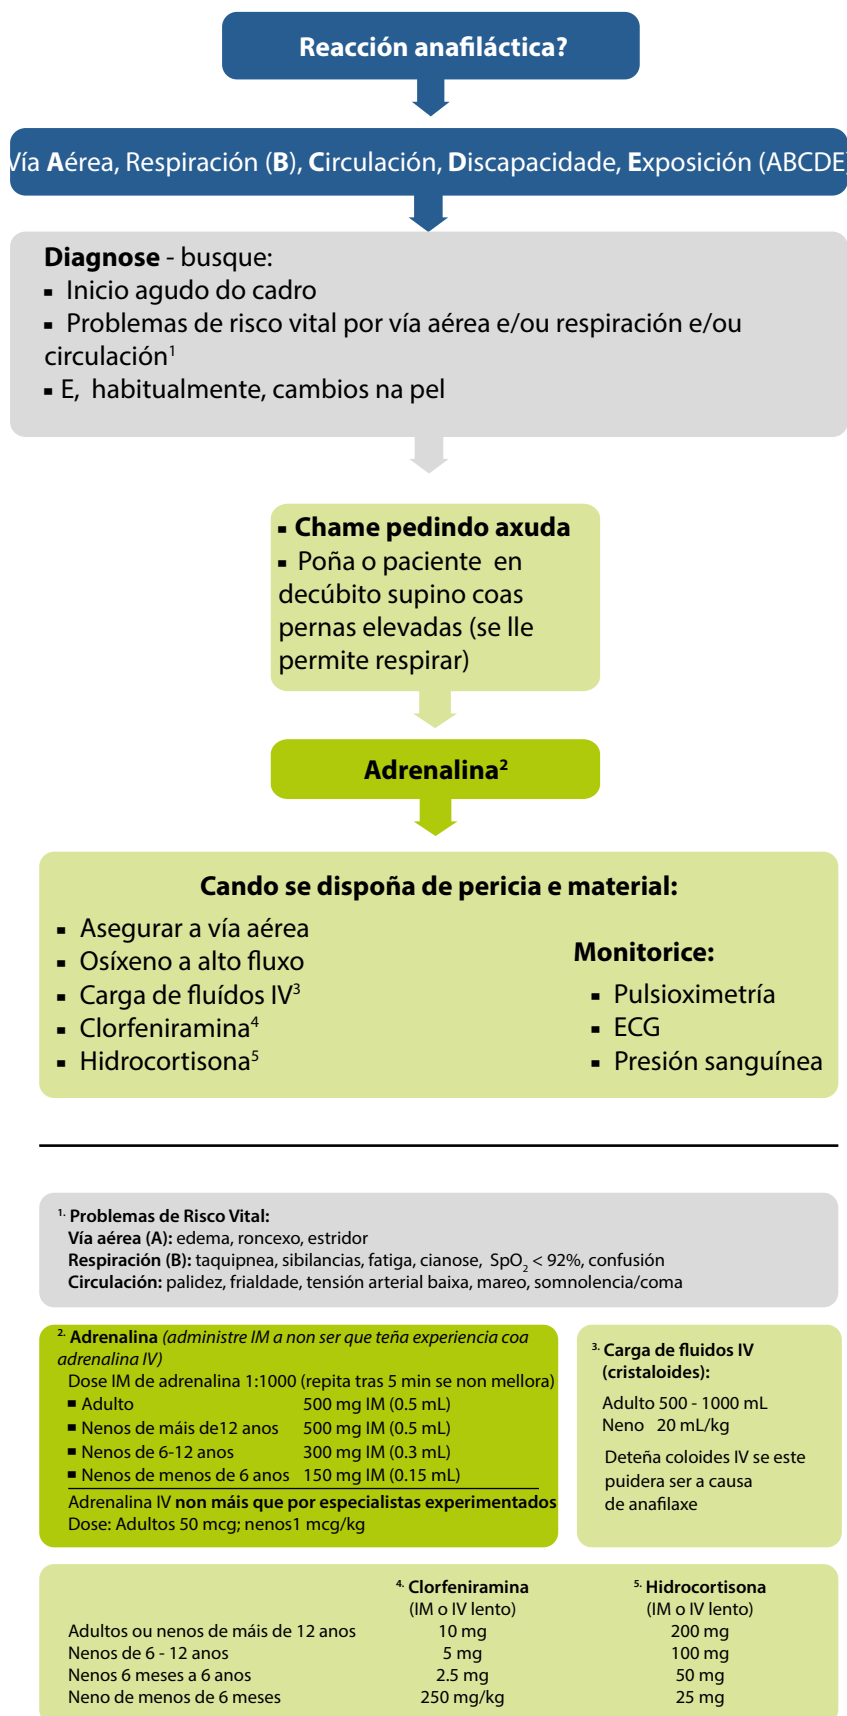 Reacción anafiláctica?
Vía Aérea, Respiración (B), Circulación, Discapacidade, Exposición (ABCDE)
Diagnose - busque:
▪ Inicio agudo do cadro
▪ Problemas de risco vital por vía aérea e/ou respiración e/ou
circulación¹
▪ E, habitualmente, cambios na pel
▪ Chame pedindo axuda
▪ Poña o paciente en
decúbito supino coas
pernas elevadas (se lle
permite respirar)
Adrenalina²
Cando se dispoña de pericia e material:
▪ Asegurar a vía aérea
▪ Osíxeno a alto fluxo
▪ Carga de fluídos IV³
▪ Clorfeniramina⁴
▪ Hidrocortisona⁵
Monitorice:
▪ Pulsioximetría
▪ ECG
▪ Presión sanguínea
¹· Problemas de Risco Vital:
Vía aérea (A): edema, roncexo, estridor
Respiración (B): taquipnea, sibilancias, fatiga, cianose, SpO₂ < 92%, confusión
Circulación: palidez, frialdade, tensión arterial baixa, mareo, somnolencia/coma
²· Adrenalina (administre IM a non ser que teña experiencia coa
adrenalina IV)
Dose IM de adrenalina 1:1000 (repita tras 5 min se non mellora)
▪ Adulto 500 mg IM (0.5 mL)
▪ Nenos de máis de12 anos 500 mg IM (0.5 mL)
▪ Nenos de 6-12 anos 300 mg IM (0.3 mL)
▪ Nenos de menos de 6 anos 150 mg IM (0.15 mL)
Adrenalina IV non máis que por especialistas experimentados
Dose: Adultos 50 mcg; nenos1 mcg/kg
³· Carga de fluidos IV
(cristaloides):
Adulto 500 - 1000 mL
Neno 20 mL/kg
Deteña coloides IV se este
puidera ser a causa
de anafilaxe
⁴· Clorfeniramina ⁵· Hidrocortisona
(IM o IV lento) (IM o IV lento)
Adultos ou nenos de máis de 12 anos 10 mg 200 mg
Nenos de 6 - 12 anos 5 mg 100 mg
Nenos 6 meses a 6 anos 2.5 mg 50 mg
Neno de menos de 6 meses 250 mg/kg 25 mg